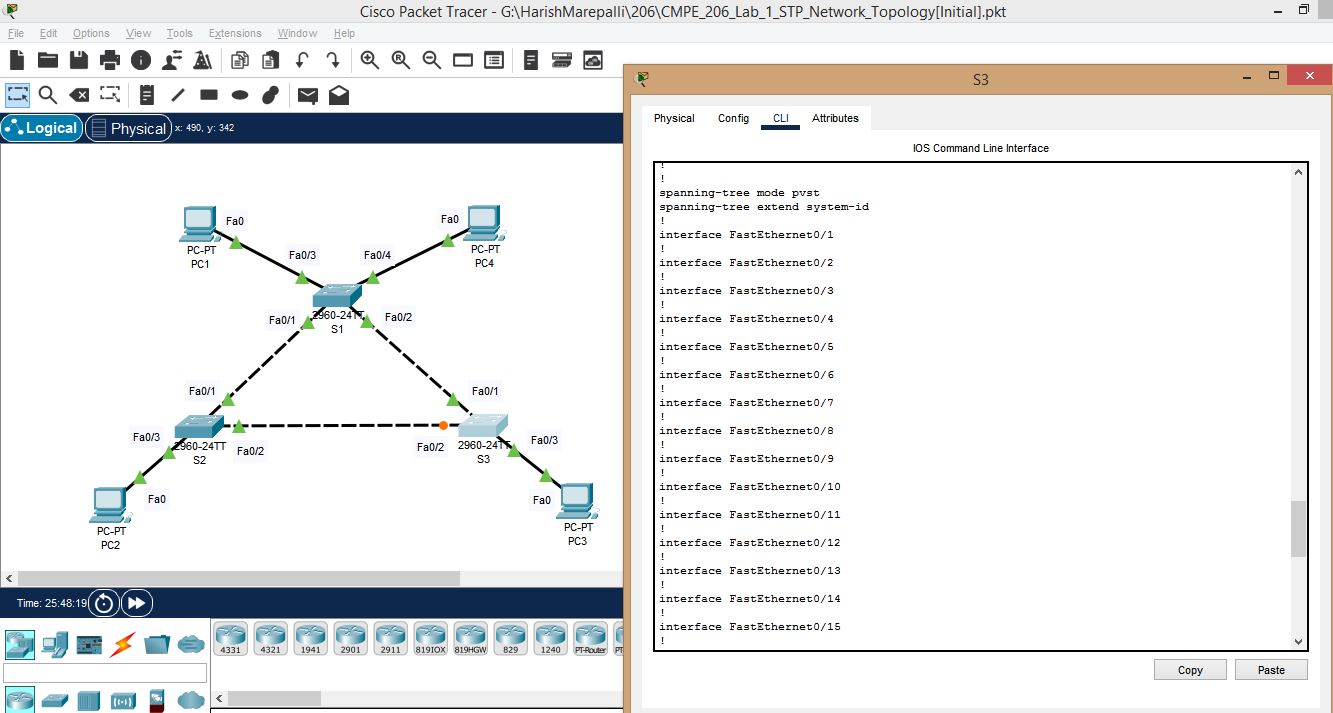 Cisco Packet Tracer - G:\HarishMarepalli\206\CMPE_206_Lab_1_STP_Network_Topology[Initial].pkt
File Edit Options View Tools Extensions Window Help
Logical Physical x: 490, y: 342
Fa0
PC-PT
PC1
Fa0
PC-PT
PC4
Fa0/3
Fa0/4
2960-24TT
S1
Fa0/1
Fa0/2
Fa0/1
Fa0/1
Fa0/3
2960-24TT
S2
Fa0/2
Fa0/2
2960-24TT
S3
Fa0/3
Fa0
PC-PT
PC2
Fa0
PC-PT
PC3
Time: 25:48:19
4331 4321 1941 2901 2911 819IOX 819HGW 829 1240 PT-Router
S3
Physical Config CLI Attributes
IOS Command Line Interface
!
!
spanning-tree mode pvst
spanning-tree extend system-id
!
interface FastEthernet0/1
!
interface FastEthernet0/2
!
interface FastEthernet0/3
!
interface FastEthernet0/4
!
interface FastEthernet0/5
!
interface FastEthernet0/6
!
interface FastEthernet0/7
!
interface FastEthernet0/8
!
interface FastEthernet0/9
!
interface FastEthernet0/10
!
interface FastEthernet0/11
!
interface FastEthernet0/12
!
interface FastEthernet0/13
!
interface FastEthernet0/14
!
interface FastEthernet0/15
!
Copy Paste